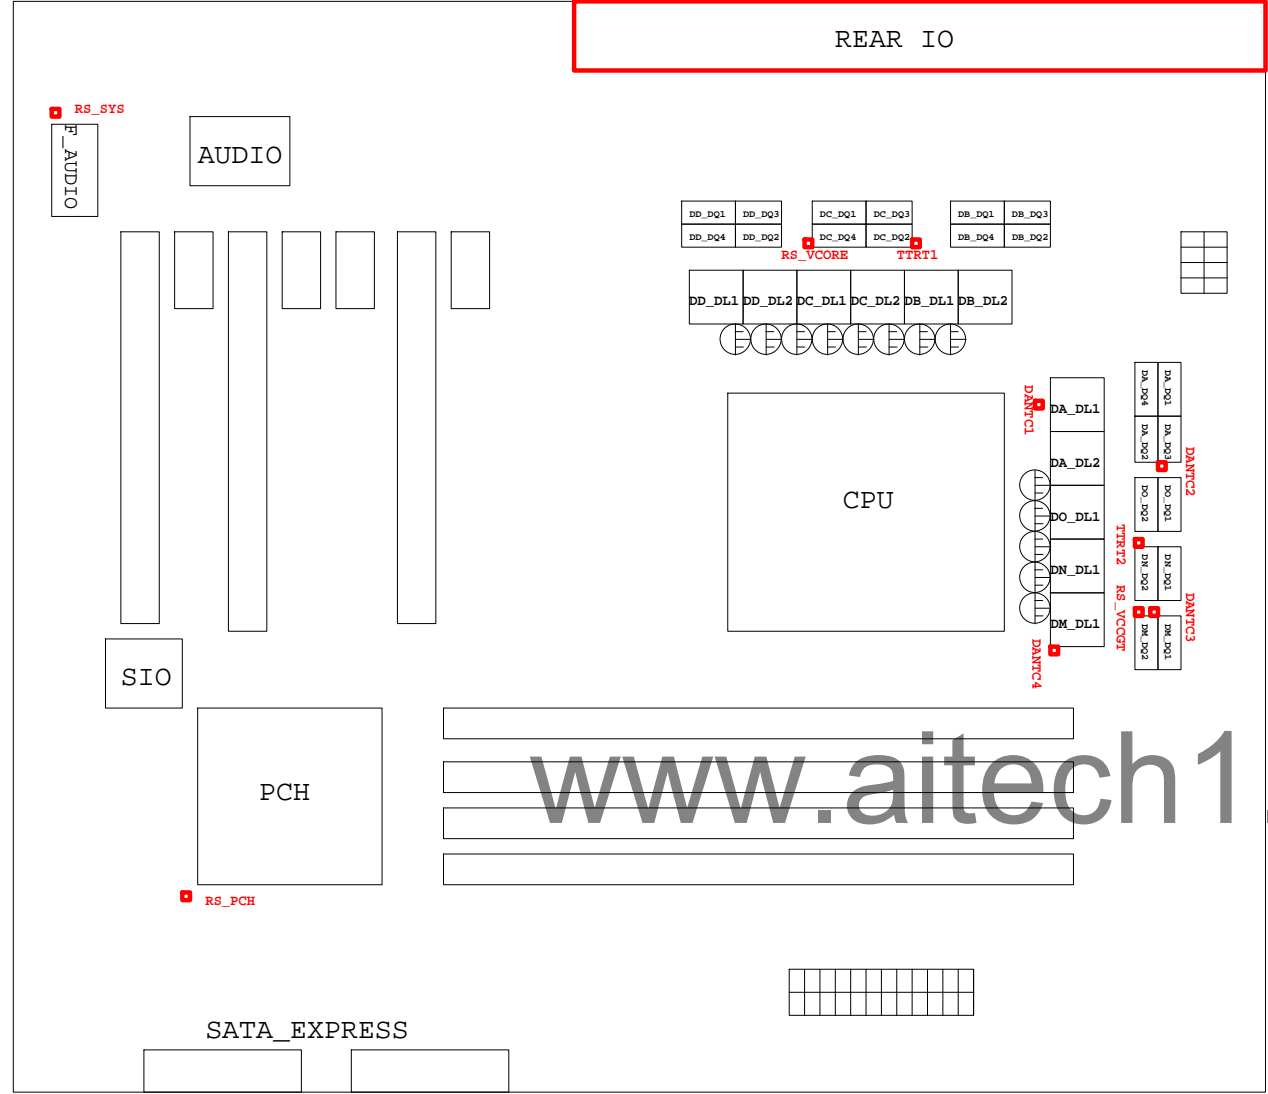 REAR IO
RS_SYS
F_AUDIO
AUDIO
DD_DQ1 DD_DQ3 DC_DQ1 DC_DQ3 DB_DQ1 DB_DQ3
DD_DQ4 DD_DQ2 DC_DQ4 DC_DQ2 DB_DQ4 DB_DQ2
RS_VCORE TTRT1
DD_DL1 DD_DL2 DC_DL1 DC_DL2 DB_DL1 DB_DL2
DANTC1
DA_DL1
DA_DQ4
DA_DQ1
DA_DL2
DA_DQ2
DA_DQ3
DANTC2
CPU
DO_DL1
DO_DQ2
DO_DQ1
TTRT2
DN_DL1
DN_DQ2
DN_DQ1
RS_VCCGT
DANTC3
DM_DL1
DM_DQ2
DM_DQ1
DANTC4
SIO
PCH
www.aitech1.
RS_PCH
SATA_EXPRESS